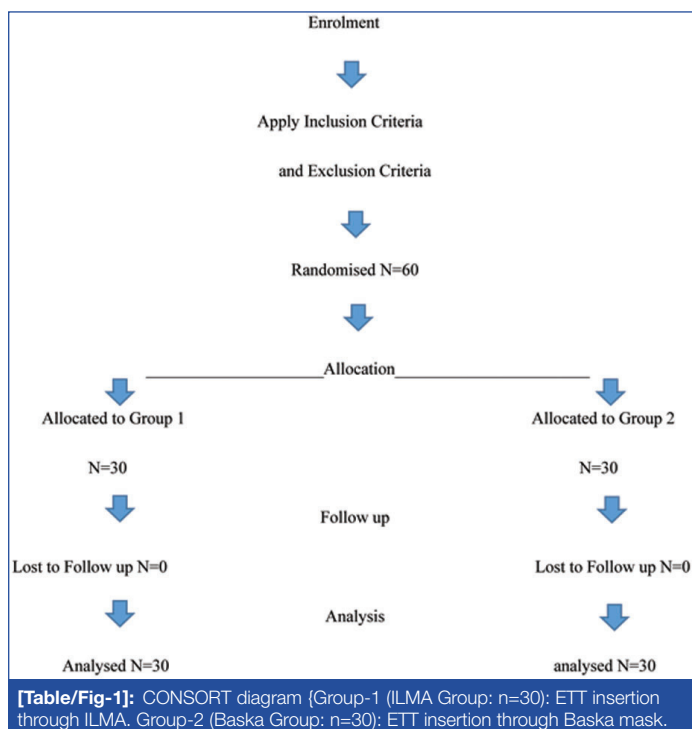 Enrolment
Apply Inclusion Criteria
and Exclusion Criteria
Randomised N=60
Allocation
Allocated to Group 1
Allocated to Group 2
N=30
N=30
Follow up
Lost to Follow up N=0
Lost to Follow up N=0
Analysis
Analysed N=30
analysed N=30
[Table/Fig-1]: CONSORT diagram {Group-1 (ILMA Group: n=30): ETT insertion
through ILMA. Group-2 (Baska Group: n=30): ETT insertion through Baska mask.